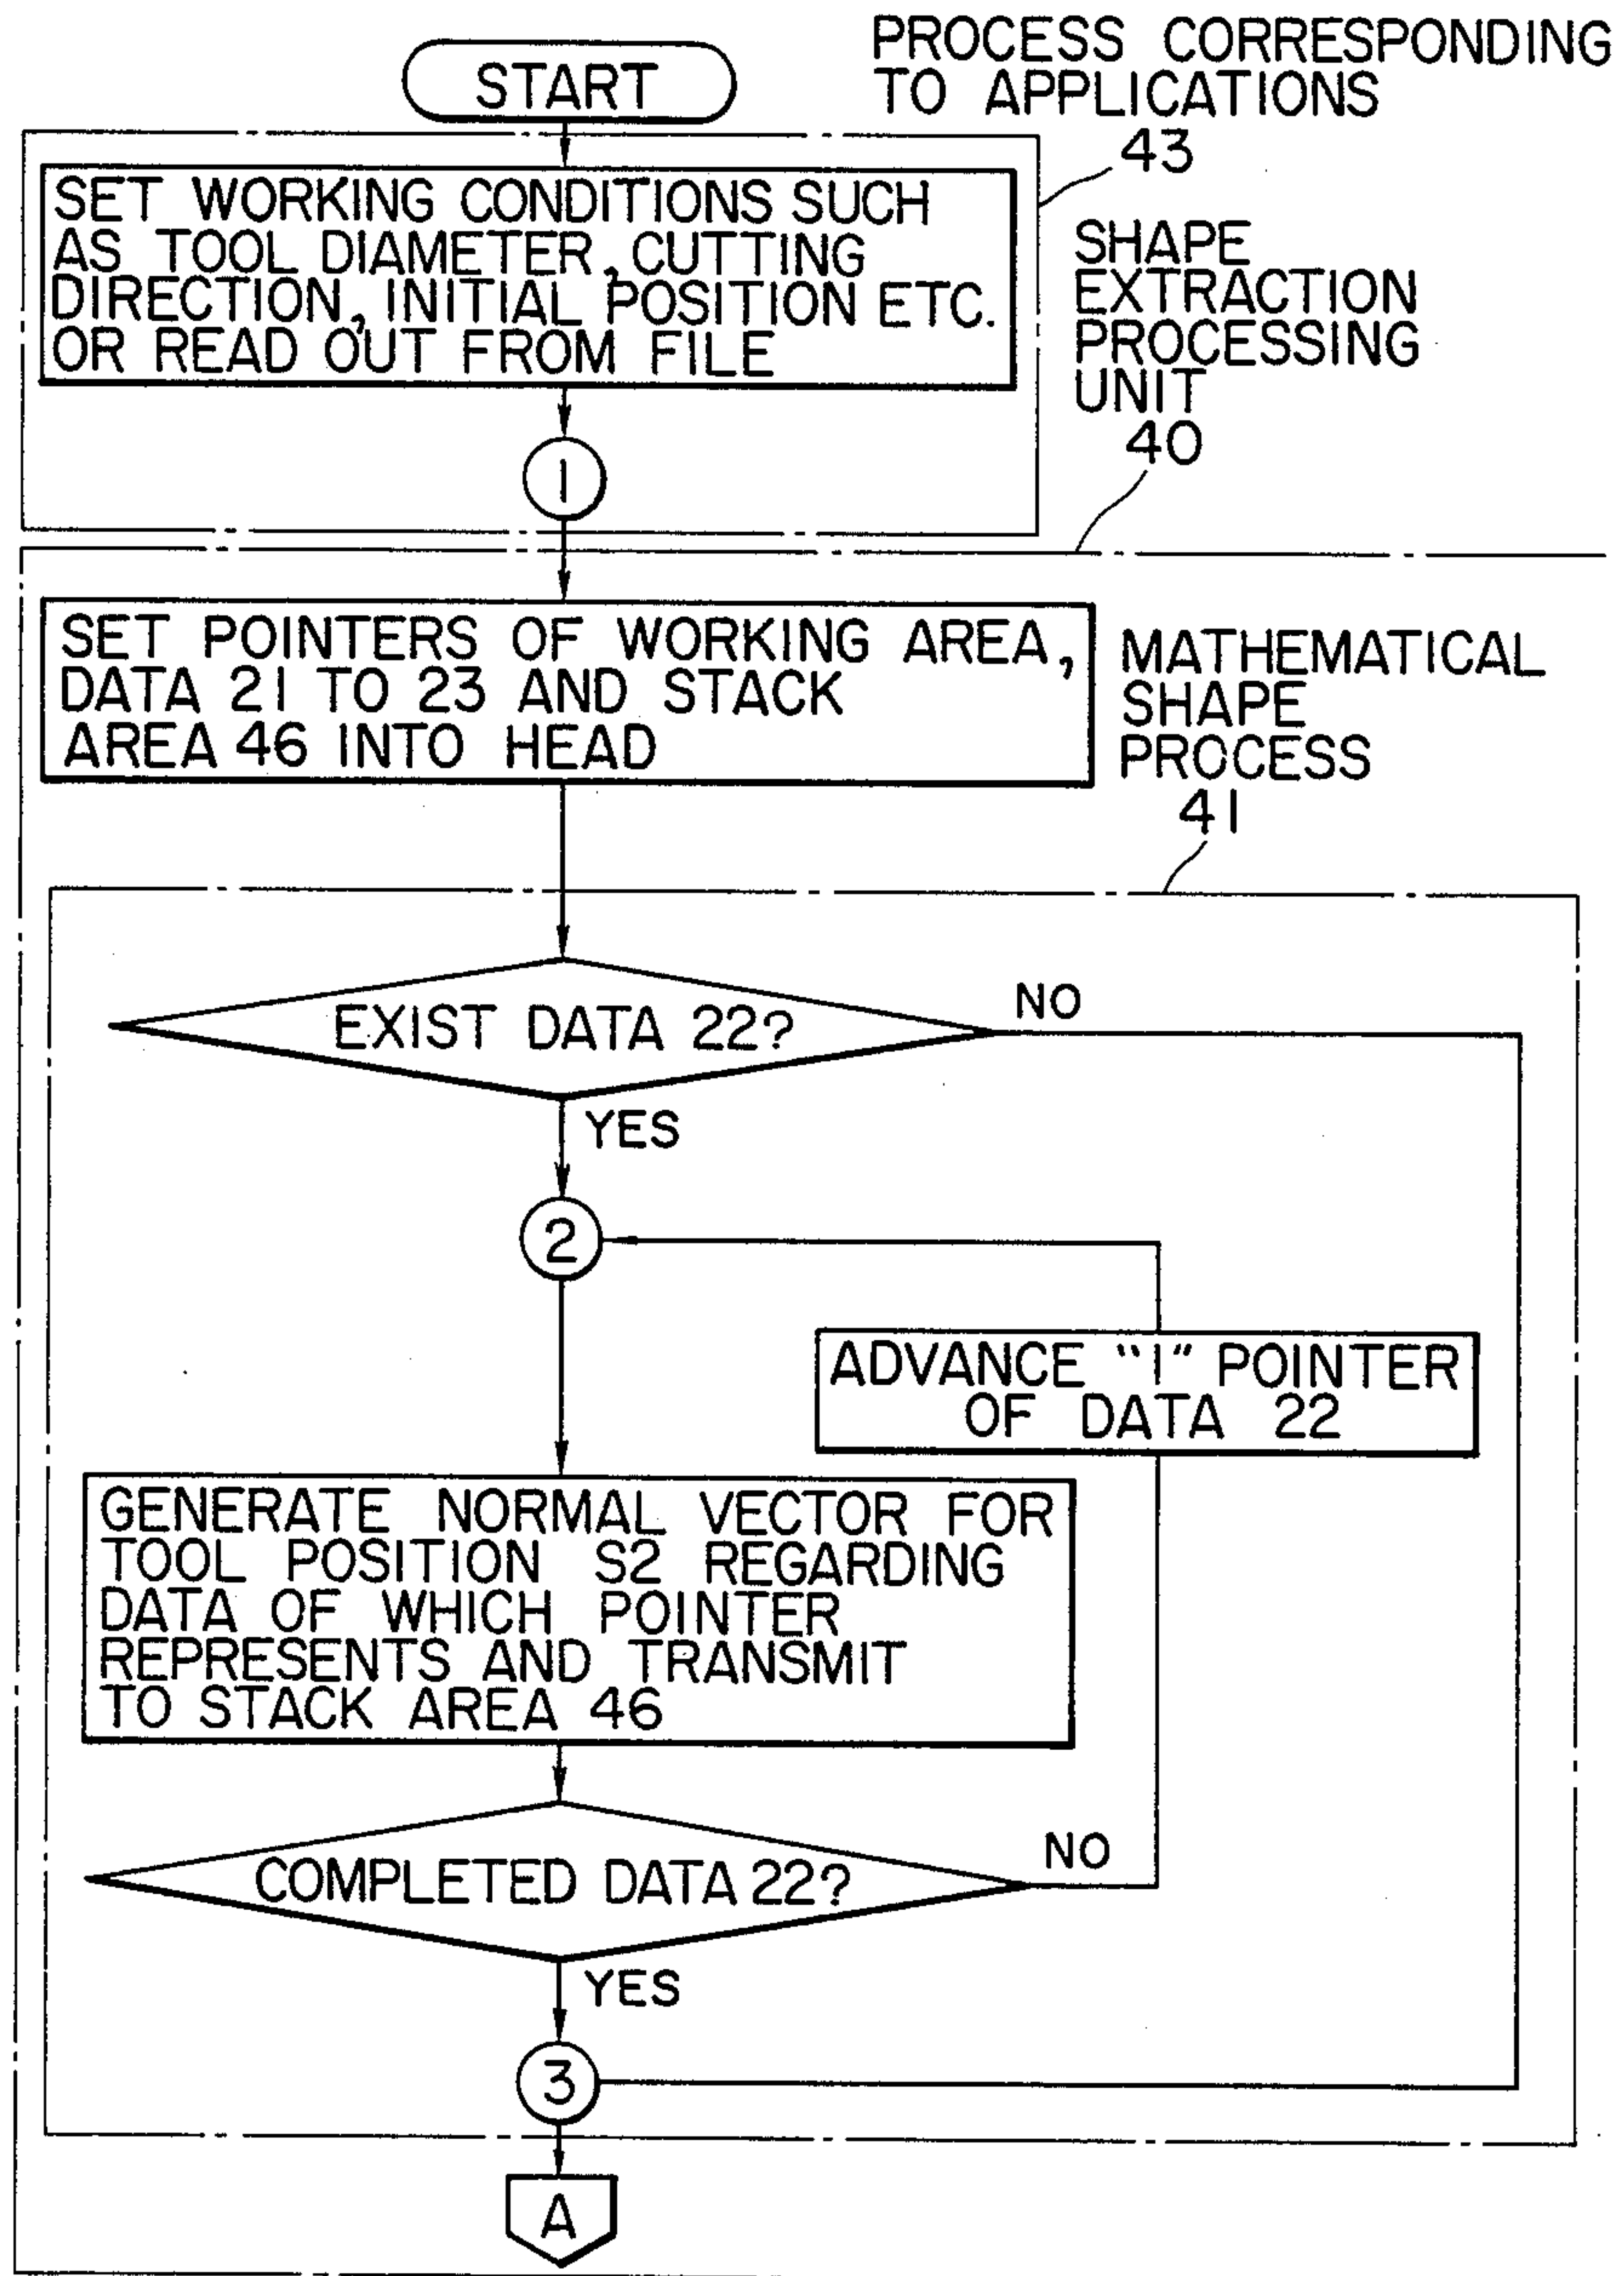 START
PROCESS CORRESPONDING
TO APPLICATIONS
43
SET WORKING CONDITIONS SUCH
AS TOOL DIAMETER, CUTTING
DIRECTION, INITIAL POSITION ETC.
OR READ OUT FROM FILE
SHAPE
EXTRACTION
PROCESSING
UNIT
40
1
SET POINTERS OF WORKING AREA,
DATA 21 TO 23 AND STACK
AREA 46 INTO HEAD
MATHEMATICAL
SHAPE
PROCESS
41
EXIST DATA 22?
NO
YES
2
ADVANCE "1" POINTER
OF DATA 22
GENERATE NORMAL VECTOR FOR
TOOL POSITION S2 REGARDING
DATA OF WHICH POINTER
REPRESENTS AND TRANSMIT
TO STACK AREA 46
COMPLETED DATA 22?
NO
YES
3
A